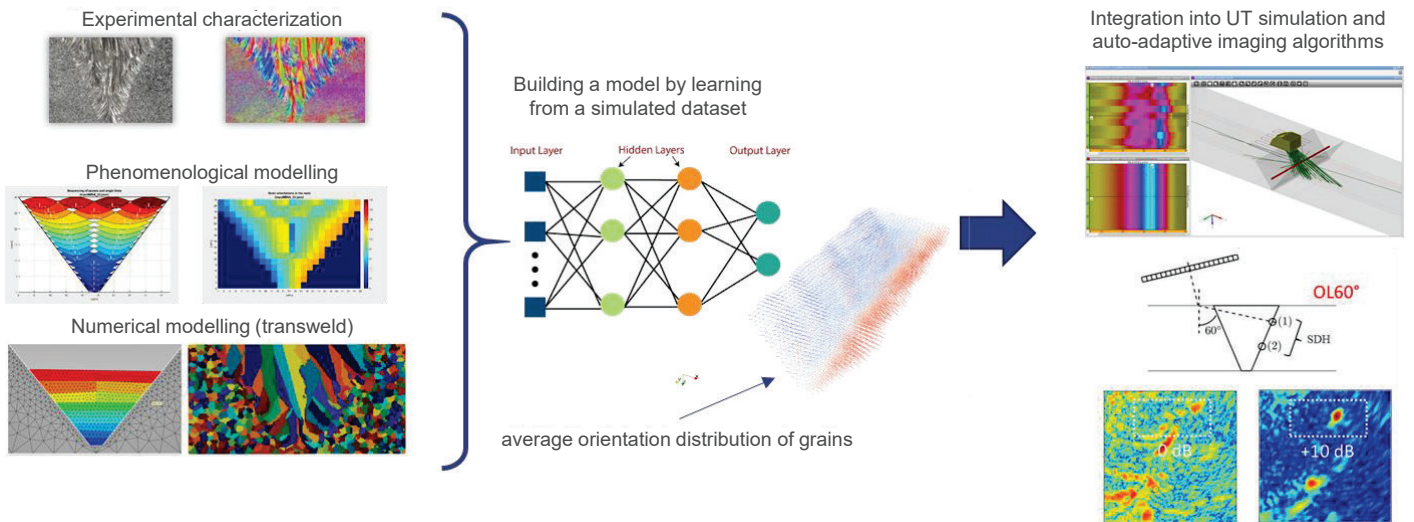 Experimental characterization
Phenomenological modelling
Numerical modelling (transweld)
Building a model by learning
from a simulated dataset
Input Layer
Hidden Layers
Output Layer
average orientation distribution of grains
Integration into UT simulation and
auto-adaptive imaging algorithms
OL60°
60°
(1)
(2)
SDH
0 dB
+10 dB